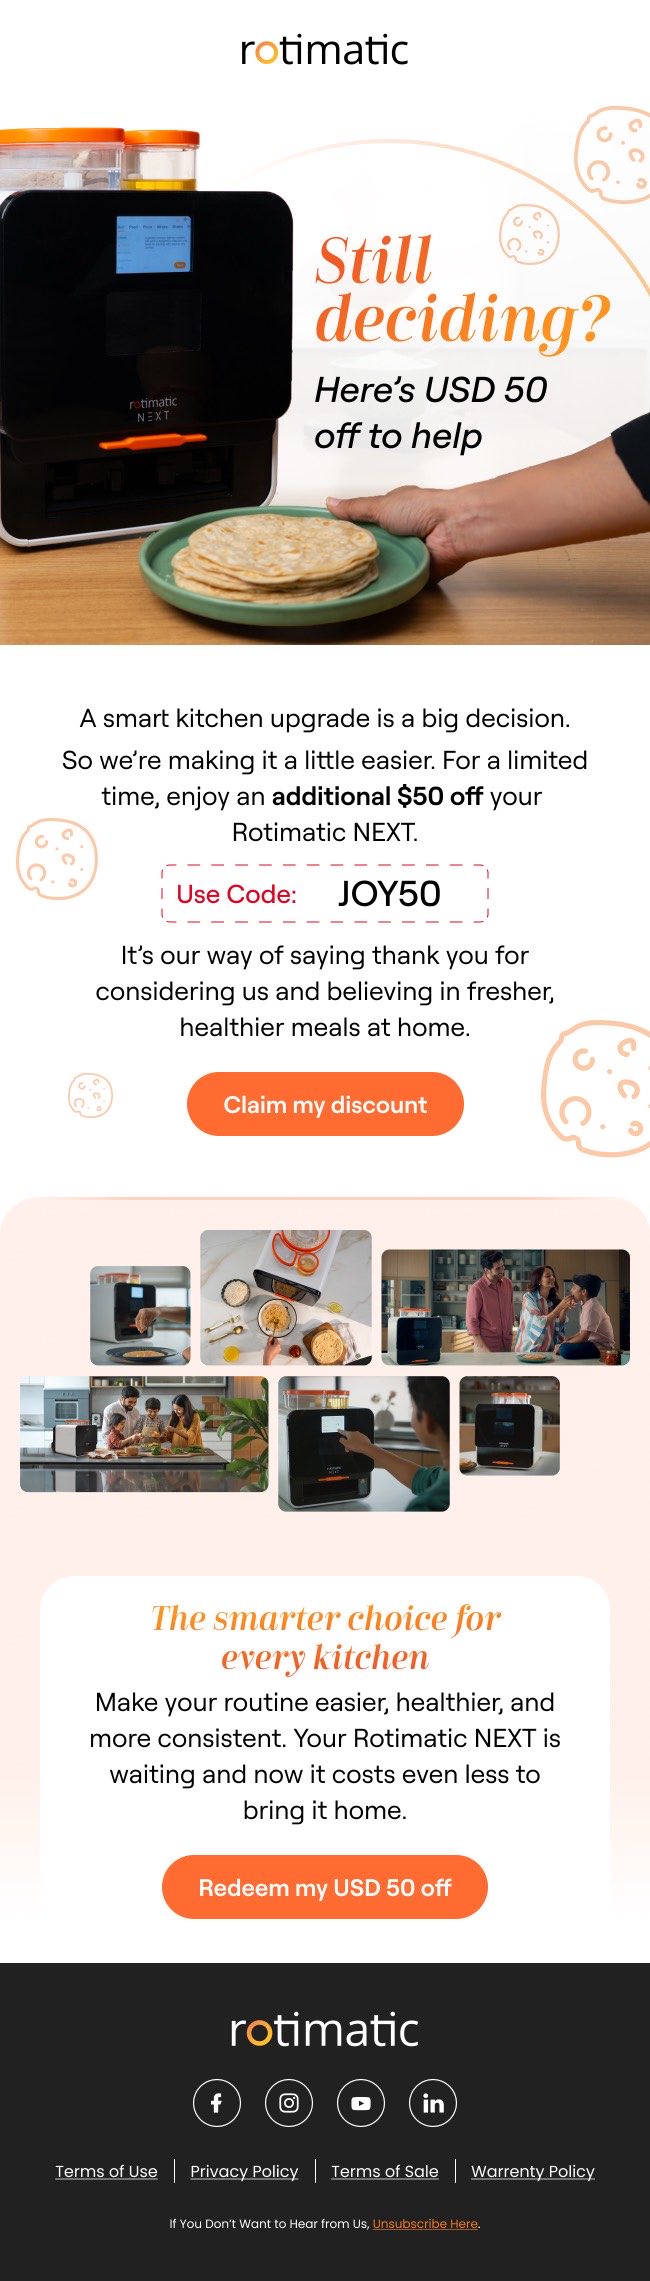 rotimatic
Still
deciding?
Here's USD 50
off to help
rotimatic
NEXT
A smart kitchen upgrade is a big decision.
So we're making it a little easier. For a limited
time, enjoy an additional $50 off your
Rotimatic NEXT.
Use Code: JOY50
It's our way of saying thank you for
considering us and believing in fresher,
healthier meals at home.
Claim my discount
The smarter choice for
every kitchen
Make your routine easier, healthier, and
more consistent. Your Rotimatic NEXT is
waiting and now it costs even less to
bring it home.
Redeem my USD 50 off
rotimatic
Terms of Use | Privacy Policy | Terms of Sale | Warrenty Policy
If You Don't Want to Hear from Us, Unsubscribe Here.